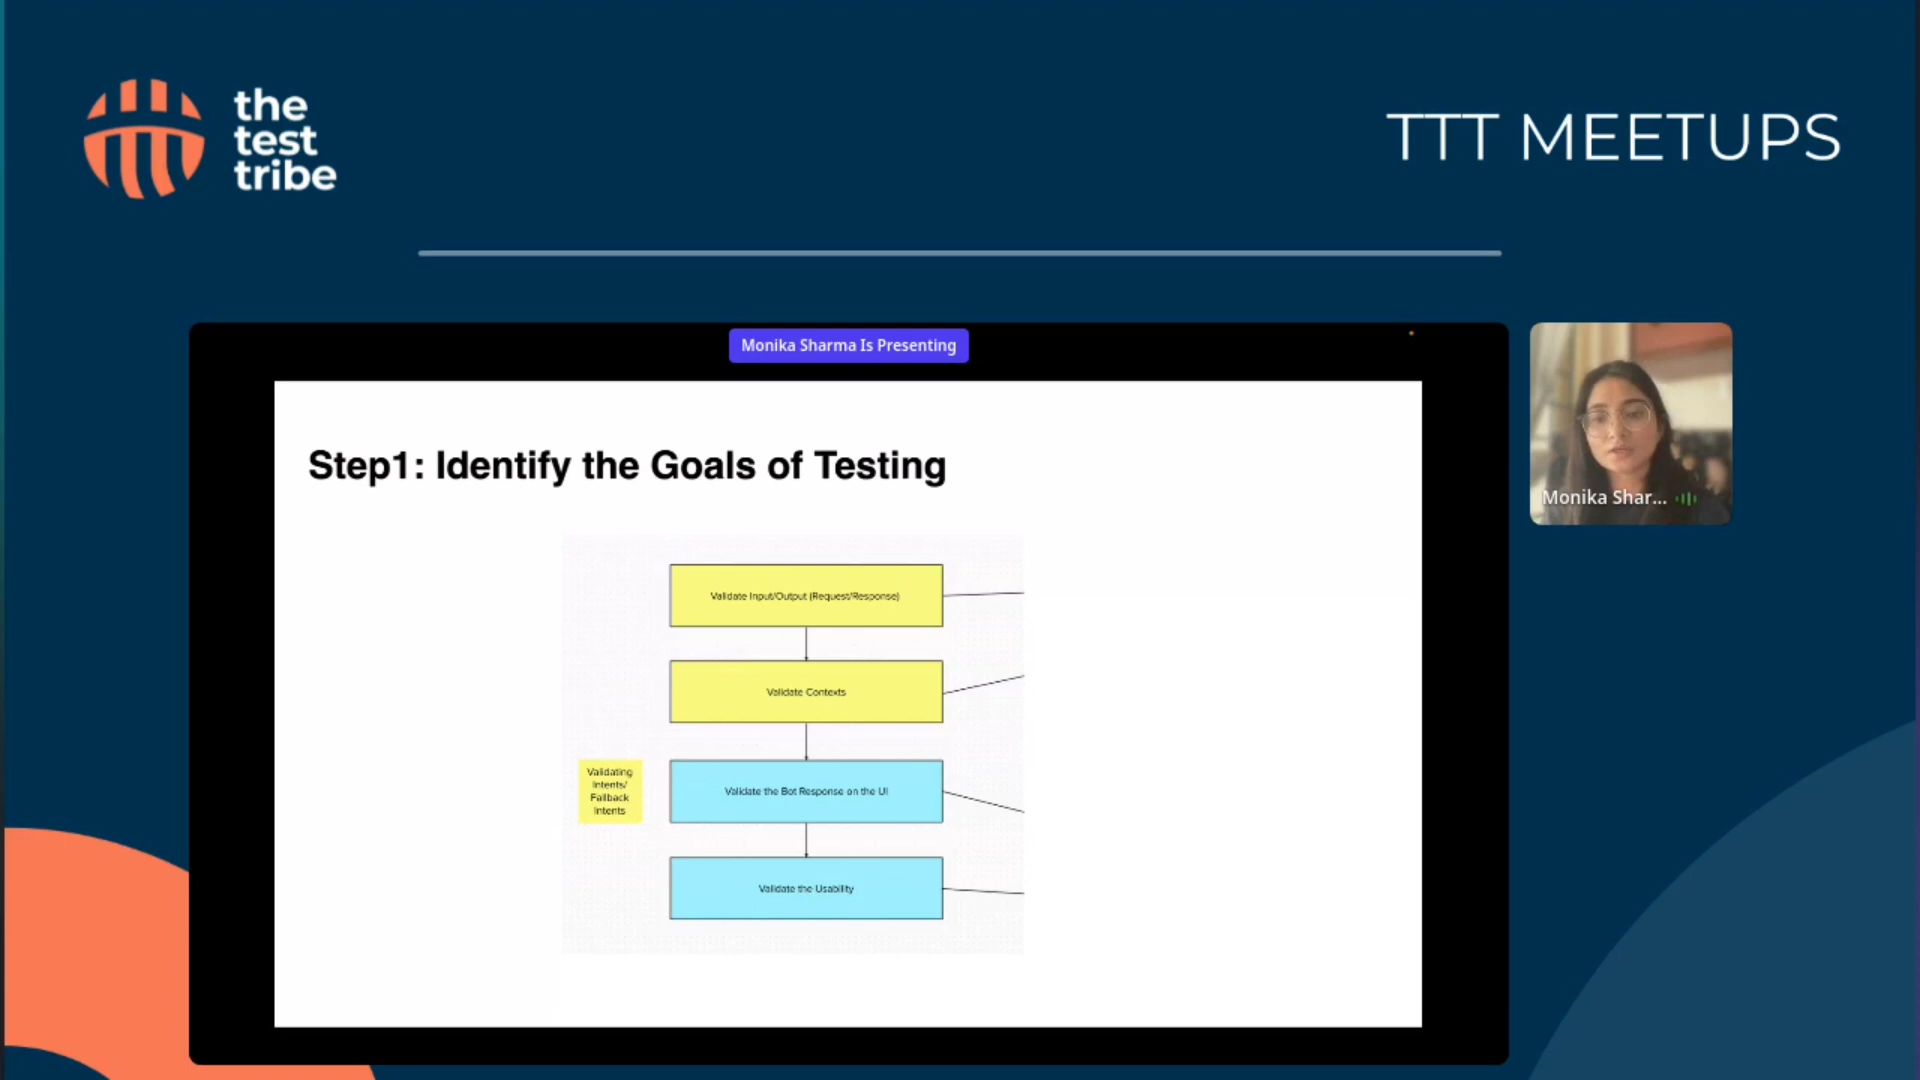 the
test
tribe
TTT MEETUPS
Monika Sharma Is Presenting
Step1: Identify the Goals of Testing
Validate Input/Output (Request/Response)
Validate Contexts
Validating
Intents/
Fallback
Intents
Validate the Bot Response on the UI
Validate the Usability
Monika Shar...